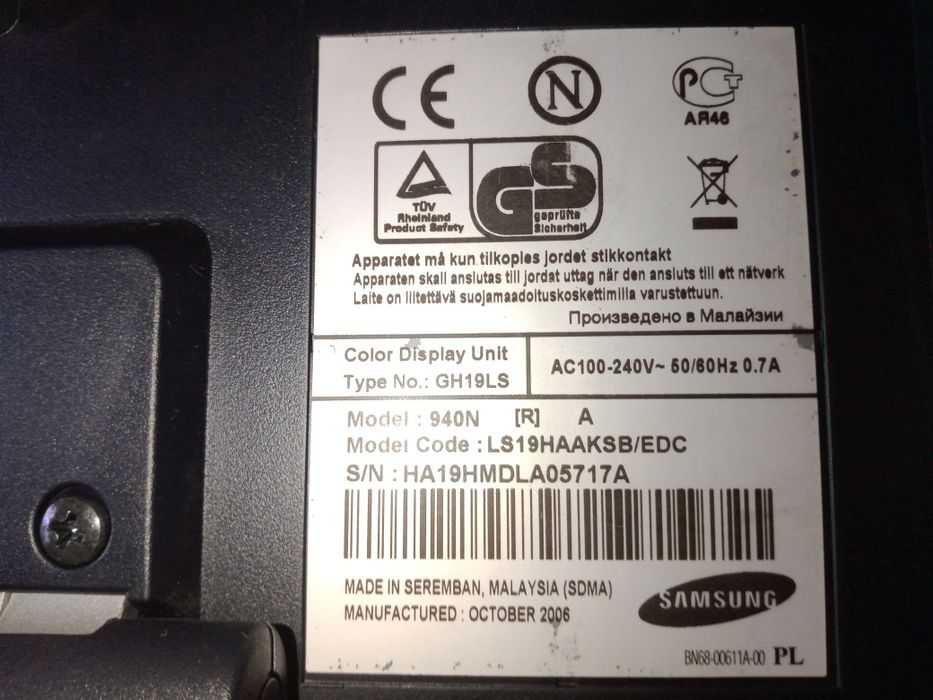 CE
N
РСТ
АЯ46
TÜV
Rheinland
Product Safety
GS
geprüfte
Sicherheit
Apparatet må kun tilkoples jordet stikkontakt
Apparaten skall anslutas till jordat uttag när den ansluts till ett nätverk
Laite on liitettävä suojamaadoituskoskettimilla varustettuun.
Произведено в Малайзии
Color Display Unit
Type No.: GH19LS
AC100-240V~ 50/60Hz 0.7A
Model : 940N [R] A
Model Code : LS19HAAKSB/EDC
S/N : HA19HMDLA05717A
MADE IN SEREMBAN, MALAYSIA (SDMA)
MANUFACTURED : OCTOBER 2006
SAMSUNG
BN68-00611A-00 PL